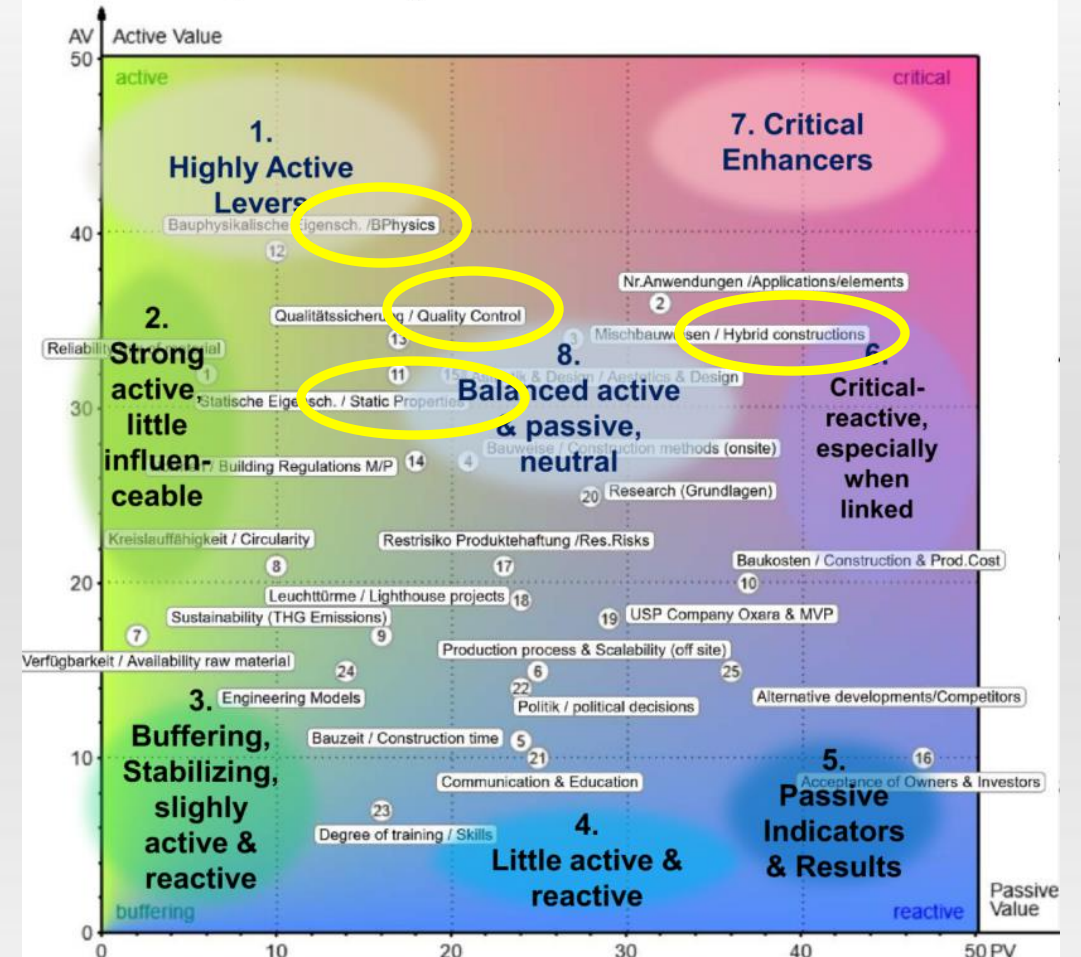 AV Active Value
50
active
critical
1.
Highly Active
Levers
7. Critical
Enhancers
Bauphysikalische Eigensch. /BPhysics
40
12
Nr.Anwendungen /Applications/elements
2
2.
Strong
active,
little
influen-
ceable
Qualitätssicherung / Quality Control
13
3
Mischbauweisen / Hybrid constructions
Reliability of material
1
11
15
& Design / Aestetics & Design
8.
Balanced active
& passive,
neutral
6.
Critical-
reactive,
especially
when
linked
Statische Eigensch. / Static Properties
30
Bauweise / Construction methods (onsite)
4
/ Building Regulations M/P
14
20
Research (Grundlagen)
Kreislauffähigkeit / Circularity
8
Restrisiko Produktehaftung /Res.Risks
17
Baukosten / Construction & Prod.Cost
10
20
Leuchttürme / Lighthouse projects
18
Sustainability (THG Emissions)
9
19
USP Company Oxara & MVP
7
Verfügbarkeit / Availability raw material
Production process & Scalability (off site)
6
25
24
Engineering Models
22
Politik / political decisions
Alternative developments/Competitors
3.
Buffering,
Stabilizing,
slighly
active &
reactive
Bauzeit / Construction time
5
21
10
Communication & Education
16
Acceptance of Owners & Investors
5.
Passive
Indicators
& Results
23
Degree of training / Skills
4.
Little active &
reactive
buffering
reactive
Passive
Value
0
0
10
20
30
40
50 PV